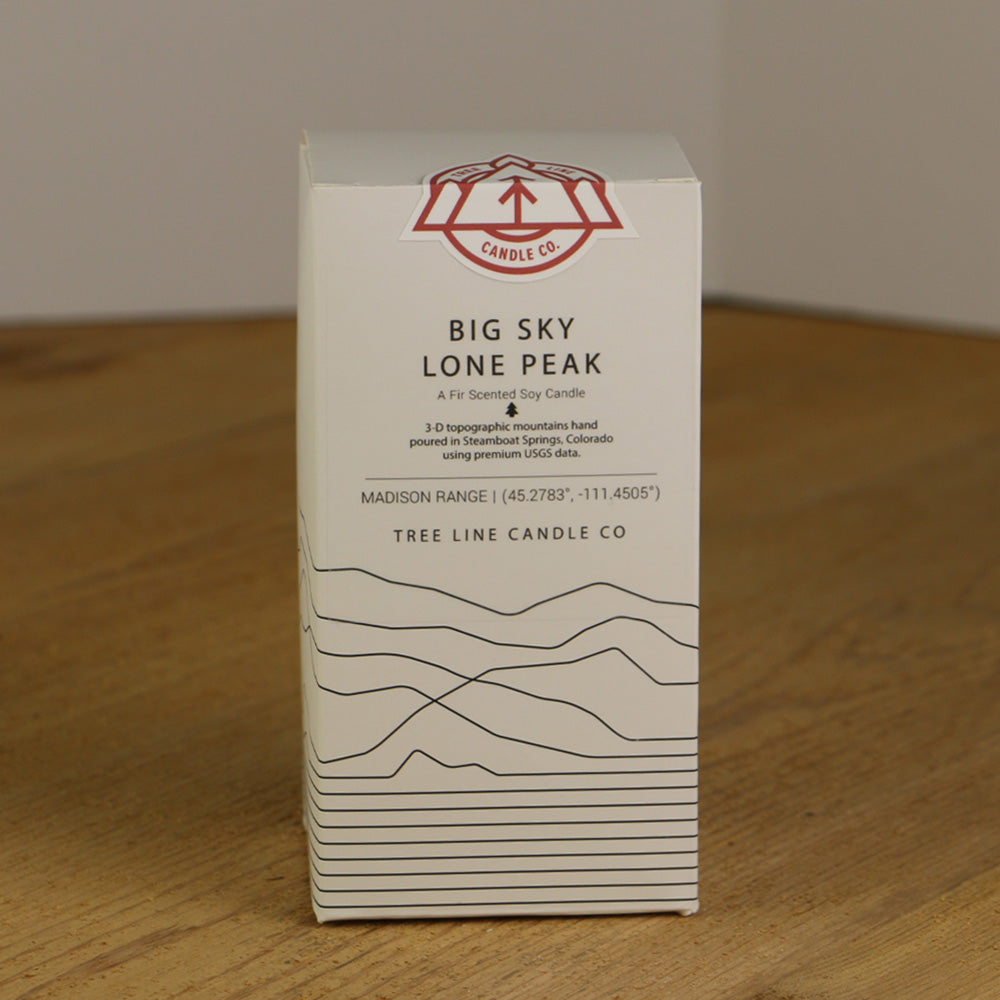 TREE LINE
CANDLE CO.
BIG SKY
LONE PEAK
A Fir Scented Soy Candle
3-D topographic mountains hand
poured in Steamboat Springs, Colorado
using premium USGS data.
MADISON RANGE | (45.2783°, -111.4505°)
TREE LINE CANDLE CO